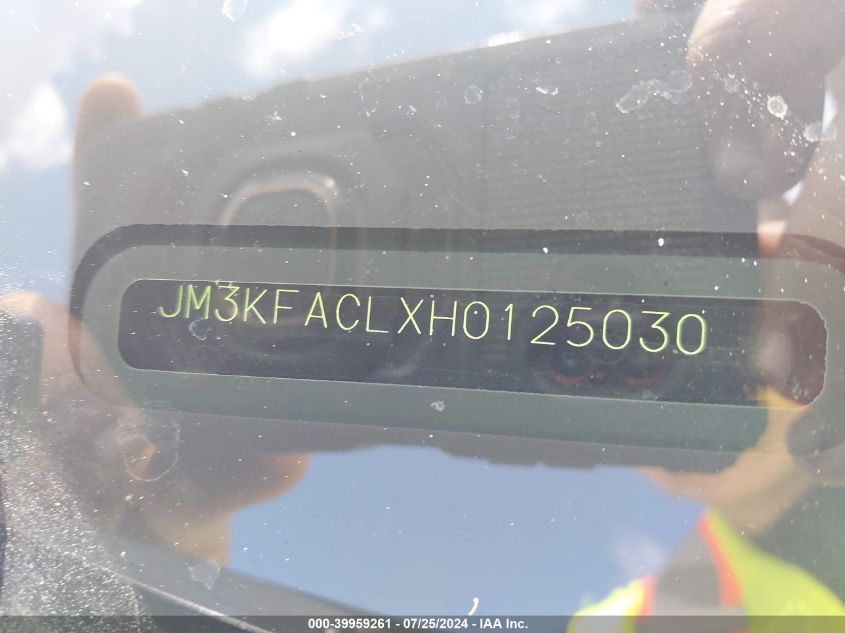 JM3KFACLXH0125030
000-39959261 - 07/25/2024 - IAA Inc.